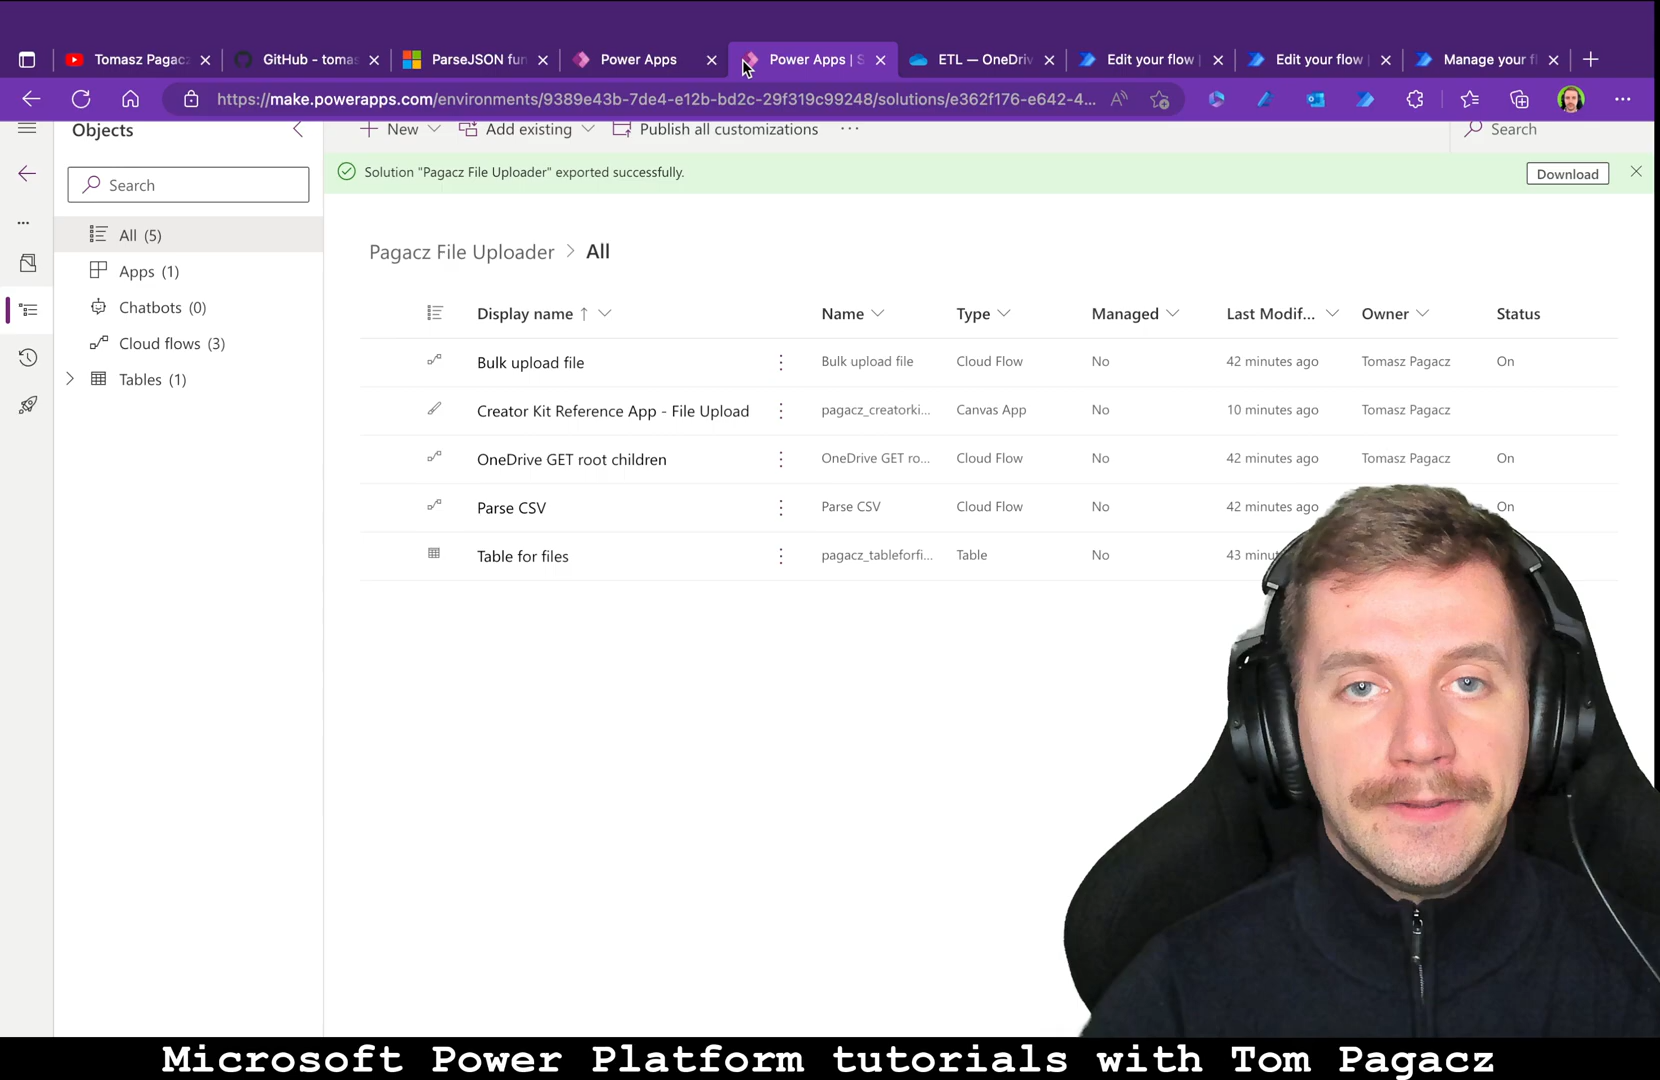 Tomasz Pagacz
GitHub - tomas
ParseJSON fun
Power Apps
Power Apps | S
ETL — OneDriv
Edit your flow |
Edit your flow |
Manage your fl
https://make.powerapps.com/environments/9389e43b-7de4-e12b-bd2c-29f319c99248/solutions/e362f176-e642-4...
Objects
New
Add existing
Publish all customizations
Search
Search
Solution "Pagacz File Uploader" exported successfully.
Download
All (5)
Apps (1)
Chatbots (0)
Cloud flows (3)
Tables (1)
Pagacz File Uploader > All
Display name ↑ Name Type Managed Last Modif... Owner Status
Bulk upload file Bulk upload file Cloud Flow No 42 minutes ago Tomasz Pagacz On
Creator Kit Reference App - File Upload pagacz_creatorki... Canvas App No 10 minutes ago Tomasz Pagacz
OneDrive GET root children OneDrive GET ro... Cloud Flow No 42 minutes ago Tomasz Pagacz On
Parse CSV Parse CSV Cloud Flow No 42 minutes ago On
Table for files pagacz_tableforfi... Table No 43 minut
Microsoft Power Platform tutorials with Tom Pagacz